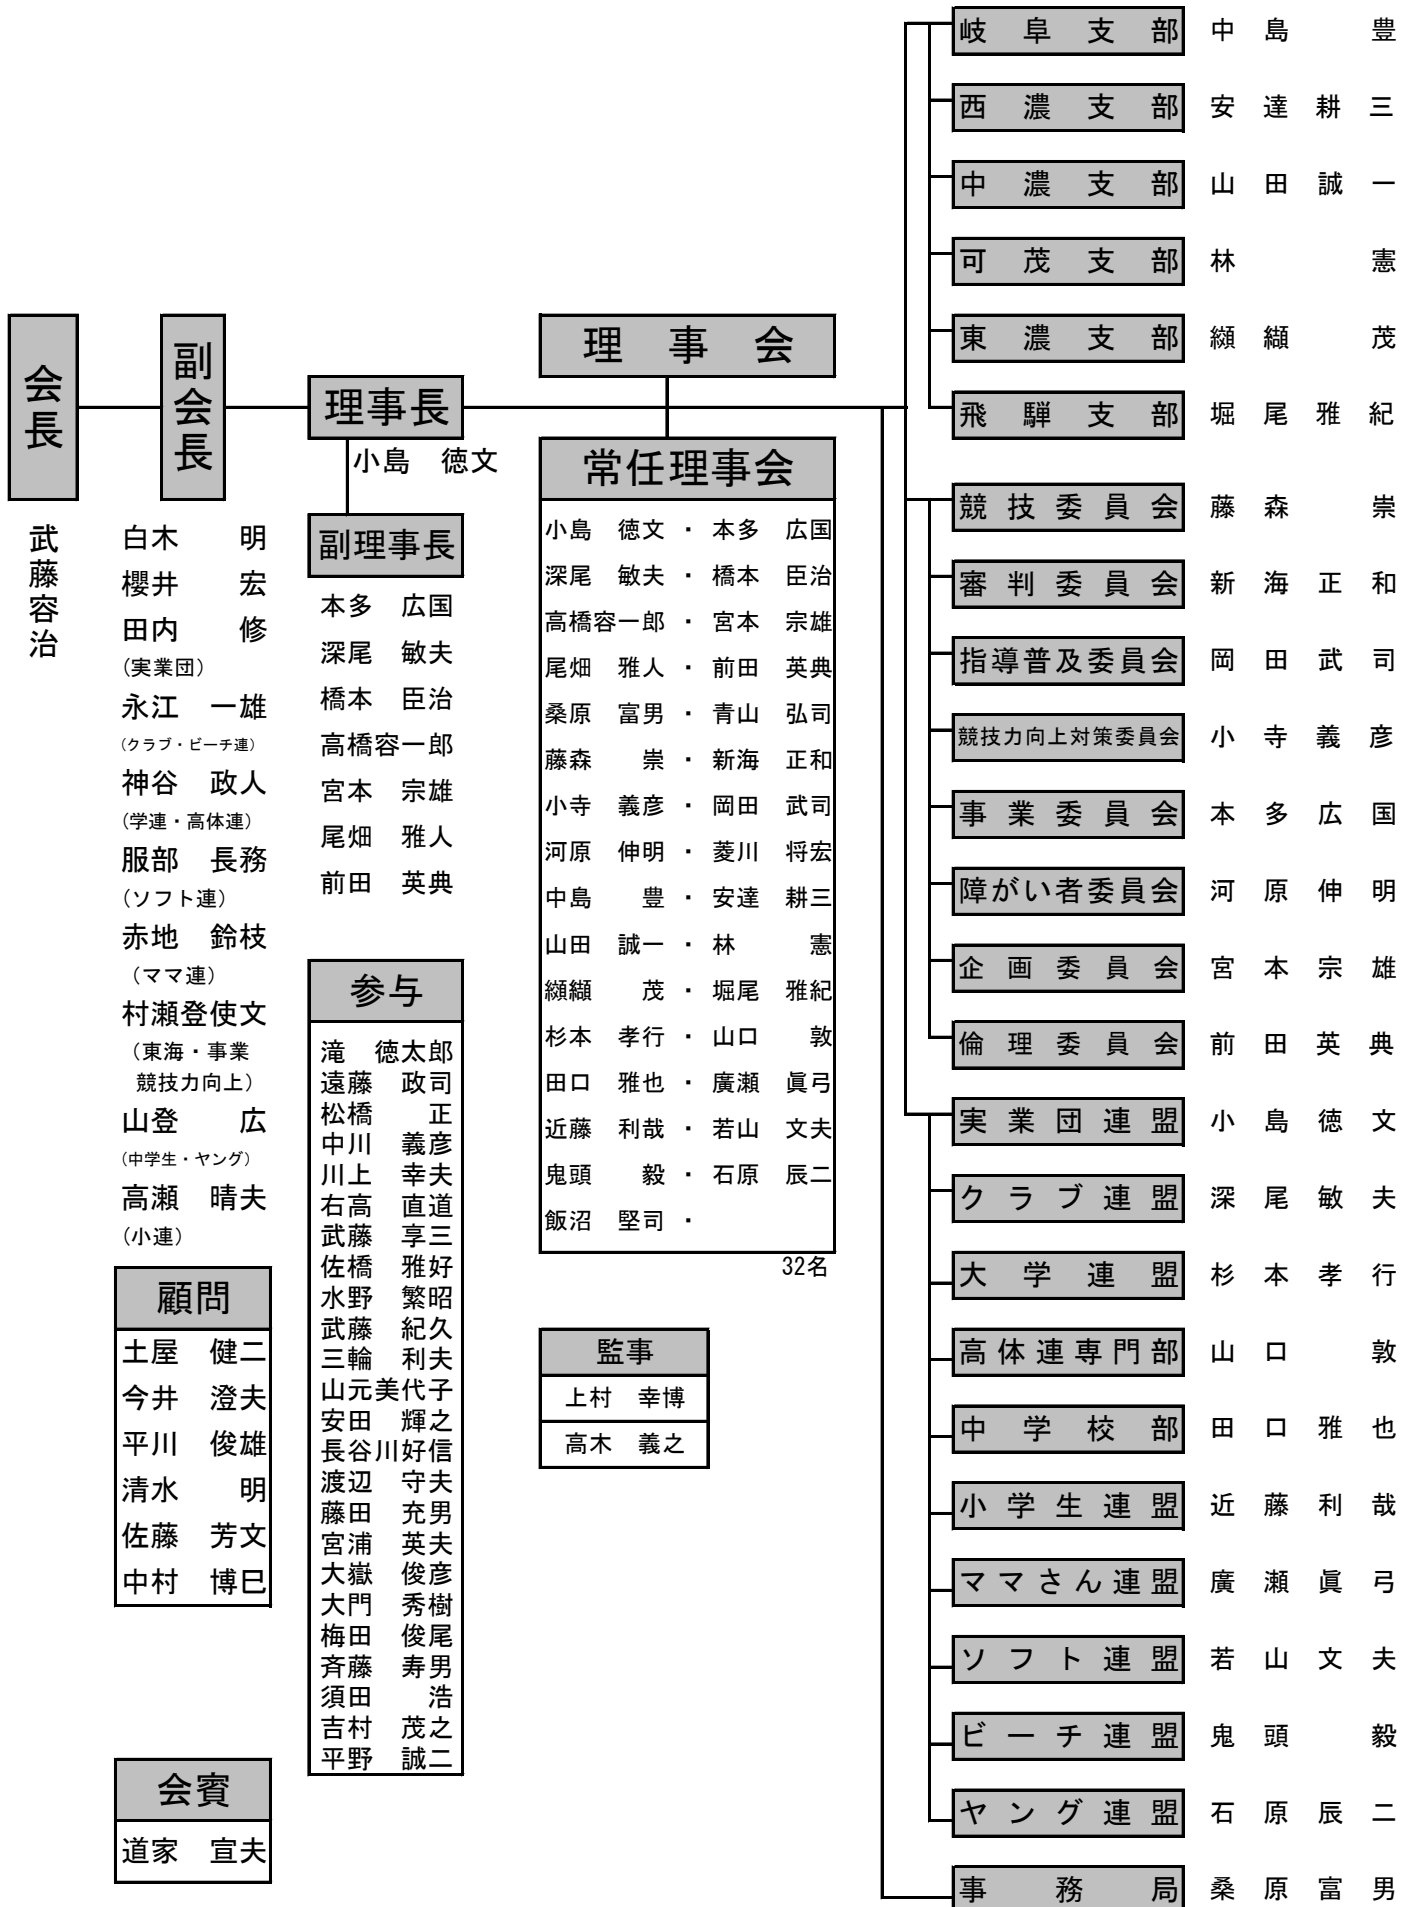 会長
武藤容治
副会長
白木　明
櫻井　宏
田内　修
(実業団)
永江　一雄
(クラブ・ビーチ連)
神谷　政人
(学連・高体連)
服部　長務
(ソフト連)
赤地　鈴枝
(ママ連)
村瀬登使文
(東海・事業
競技力向上)
山登　広
(中学生・ヤング)
高瀬　晴夫
(小連)
顧問
土屋　健二
今井　澄夫
平川　俊雄
清水　明
佐藤　芳文
中村　博巳
会賓
道家　宣夫
理事長
小島　徳文
副理事長
本多　広国
深尾　敏夫
橋本　臣治
高橋容一郎
宮本　宗雄
尾畑　雅人
前田　英典
参与
滝　徳太郎
遠藤　政司
松橋　正
中川　義彦
川上　幸夫
右高　直道
武藤　享三
佐橋　雅好
水野　繁昭
武藤　紀久
三輪　利夫
山元美代子
安田　輝之
長谷川好信
渡辺　守夫
藤田　充男
宮浦　英夫
大嶽　俊彦
大門　秀樹
梅田　俊尾
斉藤　寿男
須田　浩
吉村　茂之
平野　誠二
理事会
常任理事会
小島　徳文 ・ 本多　広国
深尾　敏夫 ・ 橋本　臣治
高橋容一郎 ・ 宮本　宗雄
尾畑　雅人 ・ 前田　英典
桑原　富男 ・ 青山　弘司
藤森　崇 ・ 新海　正和
小寺　義彦 ・ 岡田　武司
河原　伸明 ・ 菱川　将宏
中島　豊 ・ 安達　耕三
山田　誠一 ・ 林　憲
纐纈　茂 ・ 堀尾　雅紀
杉本　孝行 ・ 山口　敦
田口　雅也 ・ 廣瀬　眞弓
近藤　利哉 ・ 若山　文夫
鬼頭　毅 ・ 石原　辰二
飯沼　堅司 ・
32名
監事
上村　幸博
高木　義之
岐阜支部 中島　豊
西濃支部 安達耕三
中濃支部 山田誠一
可茂支部 林　憲
東濃支部 纐纈　茂
飛騨支部 堀尾雅紀
競技委員会 藤森　崇
審判委員会 新海正和
指導普及委員会 岡田武司
競技力向上対策委員会 小寺義彦
事業委員会 本多広国
障がい者委員会 河原伸明
企画委員会 宮本宗雄
倫理委員会 前田英典
実業団連盟 小島徳文
クラブ連盟 深尾敏夫
大学連盟 杉本孝行
高体連専門部 山口　敦
中学校部 田口雅也
小学生連盟 近藤利哉
ママさん連盟 廣瀬眞弓
ソフト連盟 若山文夫
ビーチ連盟 鬼頭　毅
ヤング連盟 石原辰二
事務局 桑原富男